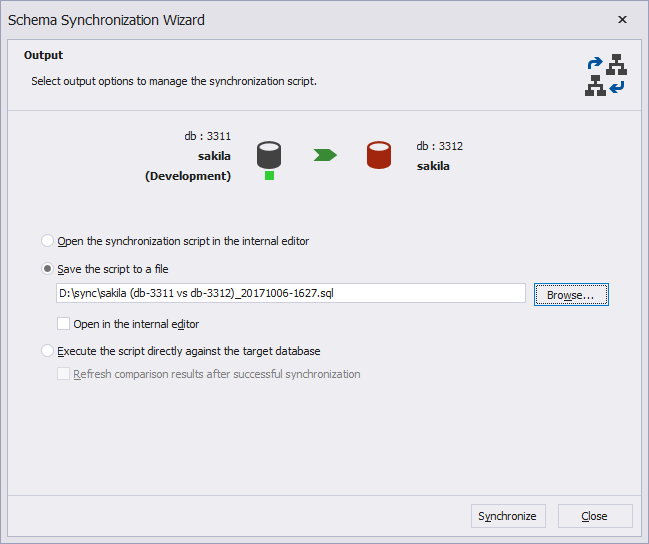 Schema Synchronization Wizard
Output
Select output options to manage the synchronization script.
db : 3311
sakila
(Development)
db : 3312
sakila
Open the synchronization script in the internal editor
Save the script to a file
D:\sync\sakila (db-3311 vs db-3312)_20171006-1627.sql
Browse...
Open in the internal editor
Execute the script directly against the target database
Refresh comparison results after successful synchronization
Synchronize
Close